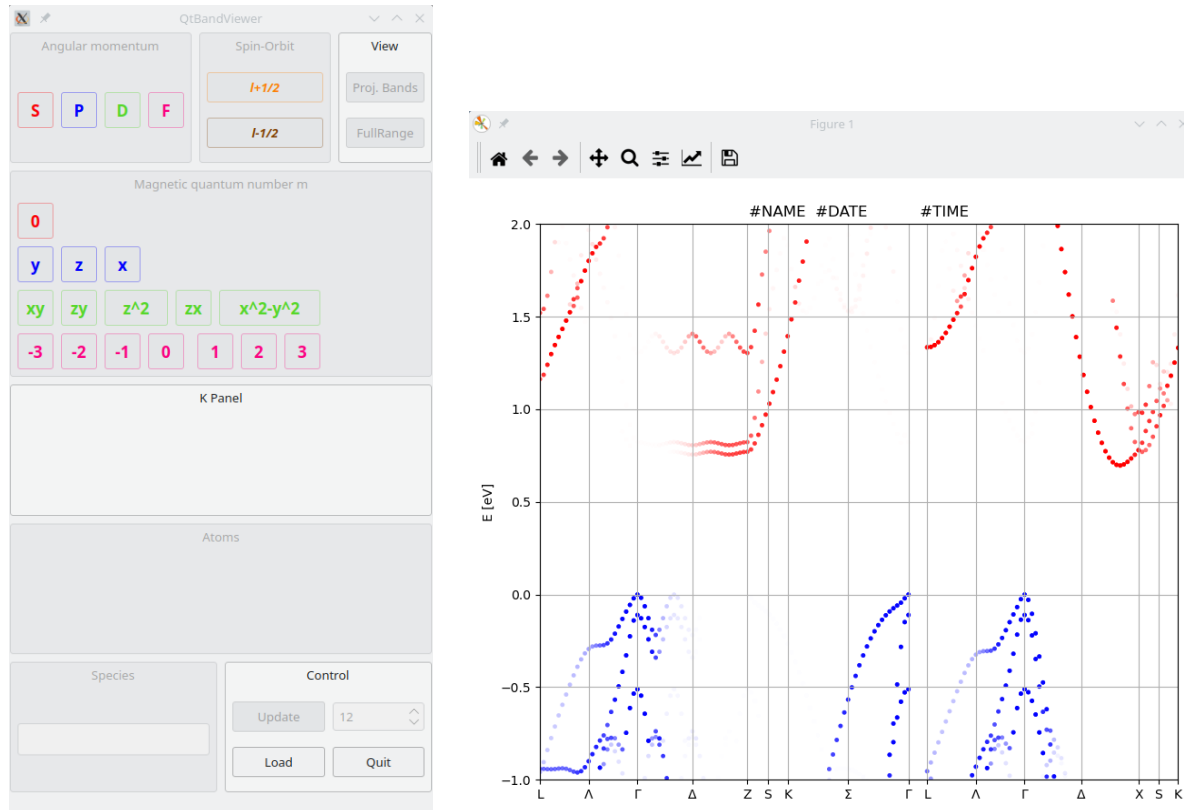 QtBandViewer
Angular momentum
Spin-Orbit
View
S P D F
l+1/2
l-1/2
Proj. Bands
FullRange
Magnetic quantum number m
0
y z x
xy zy z^2 zx x^2-y^2
-3 -2 -1 0 1 2 3
K Panel
Atoms
Species
Control
Update 12
Load Quit
Figure 1
#NAME #DATE #TIME
2.0
1.5
1.0
0.5
0.0
−0.5
−1.0
E [eV]
L Λ Γ Δ Z S K Σ Γ L Λ Γ Δ X S K